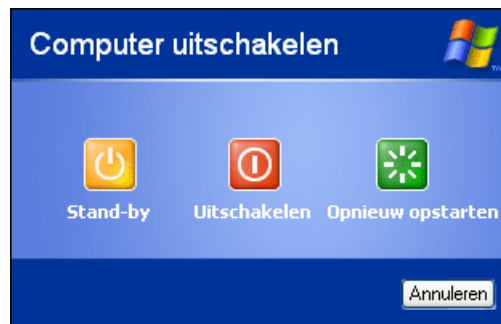 Computer uitschakelen
Stand-by Uitschakelen Opnieuw opstarten
Annuleren